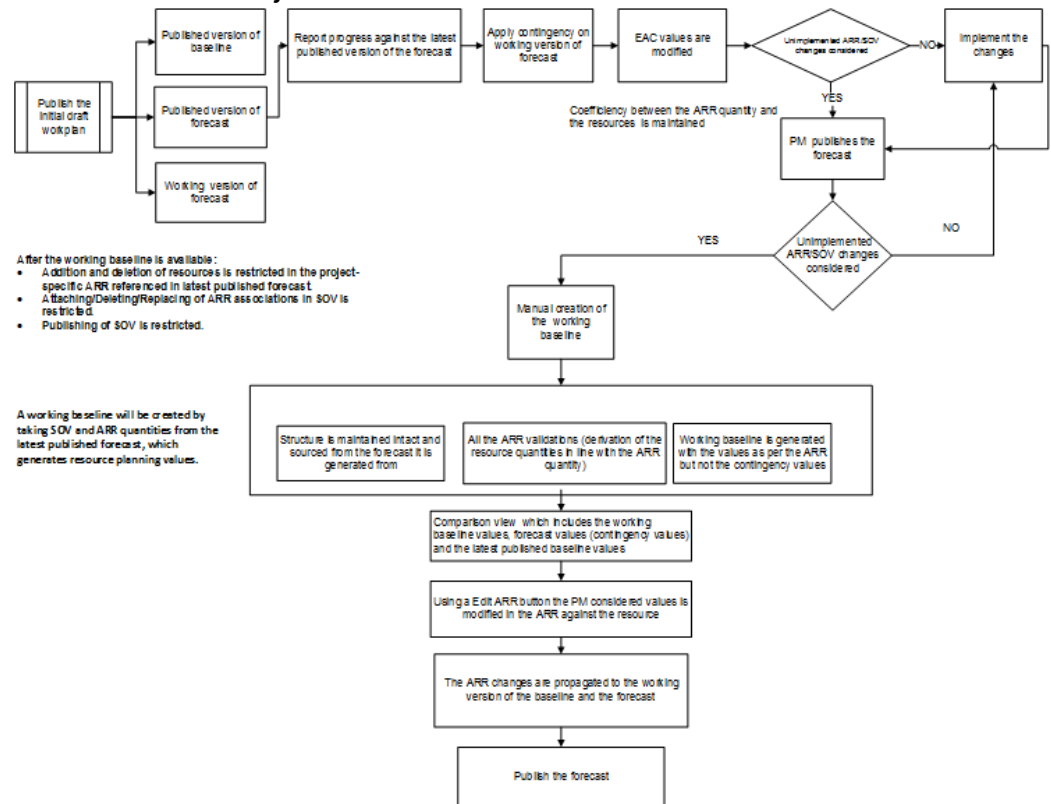 Published version of
baseline
Report progress against the latest
published version of the forecast
Apply contingency on
working version of
forecast
EAC values are
modified
Unimplemented ARR/SOV
changes considered
NO
Implement the
changes
Publish the
initial draft
workplan
Published version of
forecast
YES
Coefficiency between the ARR quantity and
the resources is maintained
PM publishes the
forecast
Working version of
forecast
Unimplemented
ARR/SOV changes
considered
YES
NO
After the working baseline is available:
• Addition and deletion of resources is restricted in the project-
specific ARR referenced in latest published forecast.
• Attaching/Deleting/Replacing of ARR associations in SOV is
restricted.
• Publishing of SOV is restricted.
Manual creation of
the working
baseline
A working baseline will be created by
taking SOV and ARR quantities from the
latest published forecast, which
generates resource planning values.
Structure is maintained intact and
sourced from the forecast it is
generated from
All the ARR validations (derivation of the
resource quantities in line with the ARR
quantity)
Working baseline is generated
with the values as per the ARR
but not the contingency values
Comparison view which includes the working
baseline values, forecast values (contingency values)
and the latest published baseline values
Using a Edit ARR button the PM considered values is
modified in the ARR against the resource
The ARR changes are propagated to the working
version of the baseline and the forecast
Publish the forecast